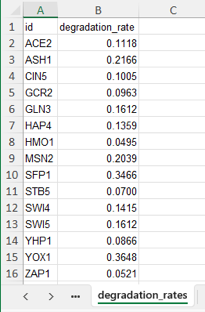 A B C
1 id degradation_rate
2 ACE2 0.1118
3 ASH1 0.2166
4 CIN5 0.1005
5 GCR2 0.0963
6 GLN3 0.1612
7 HAP4 0.1359
8 HMO1 0.0495
9 MSN2 0.2039
10 SFP1 0.3466
11 STB5 0.0700
12 SWI4 0.1415
13 SWI5 0.1612
14 YHP1 0.0866
15 YOX1 0.3648
16 ZAP1 0.0521
... degradation_rates